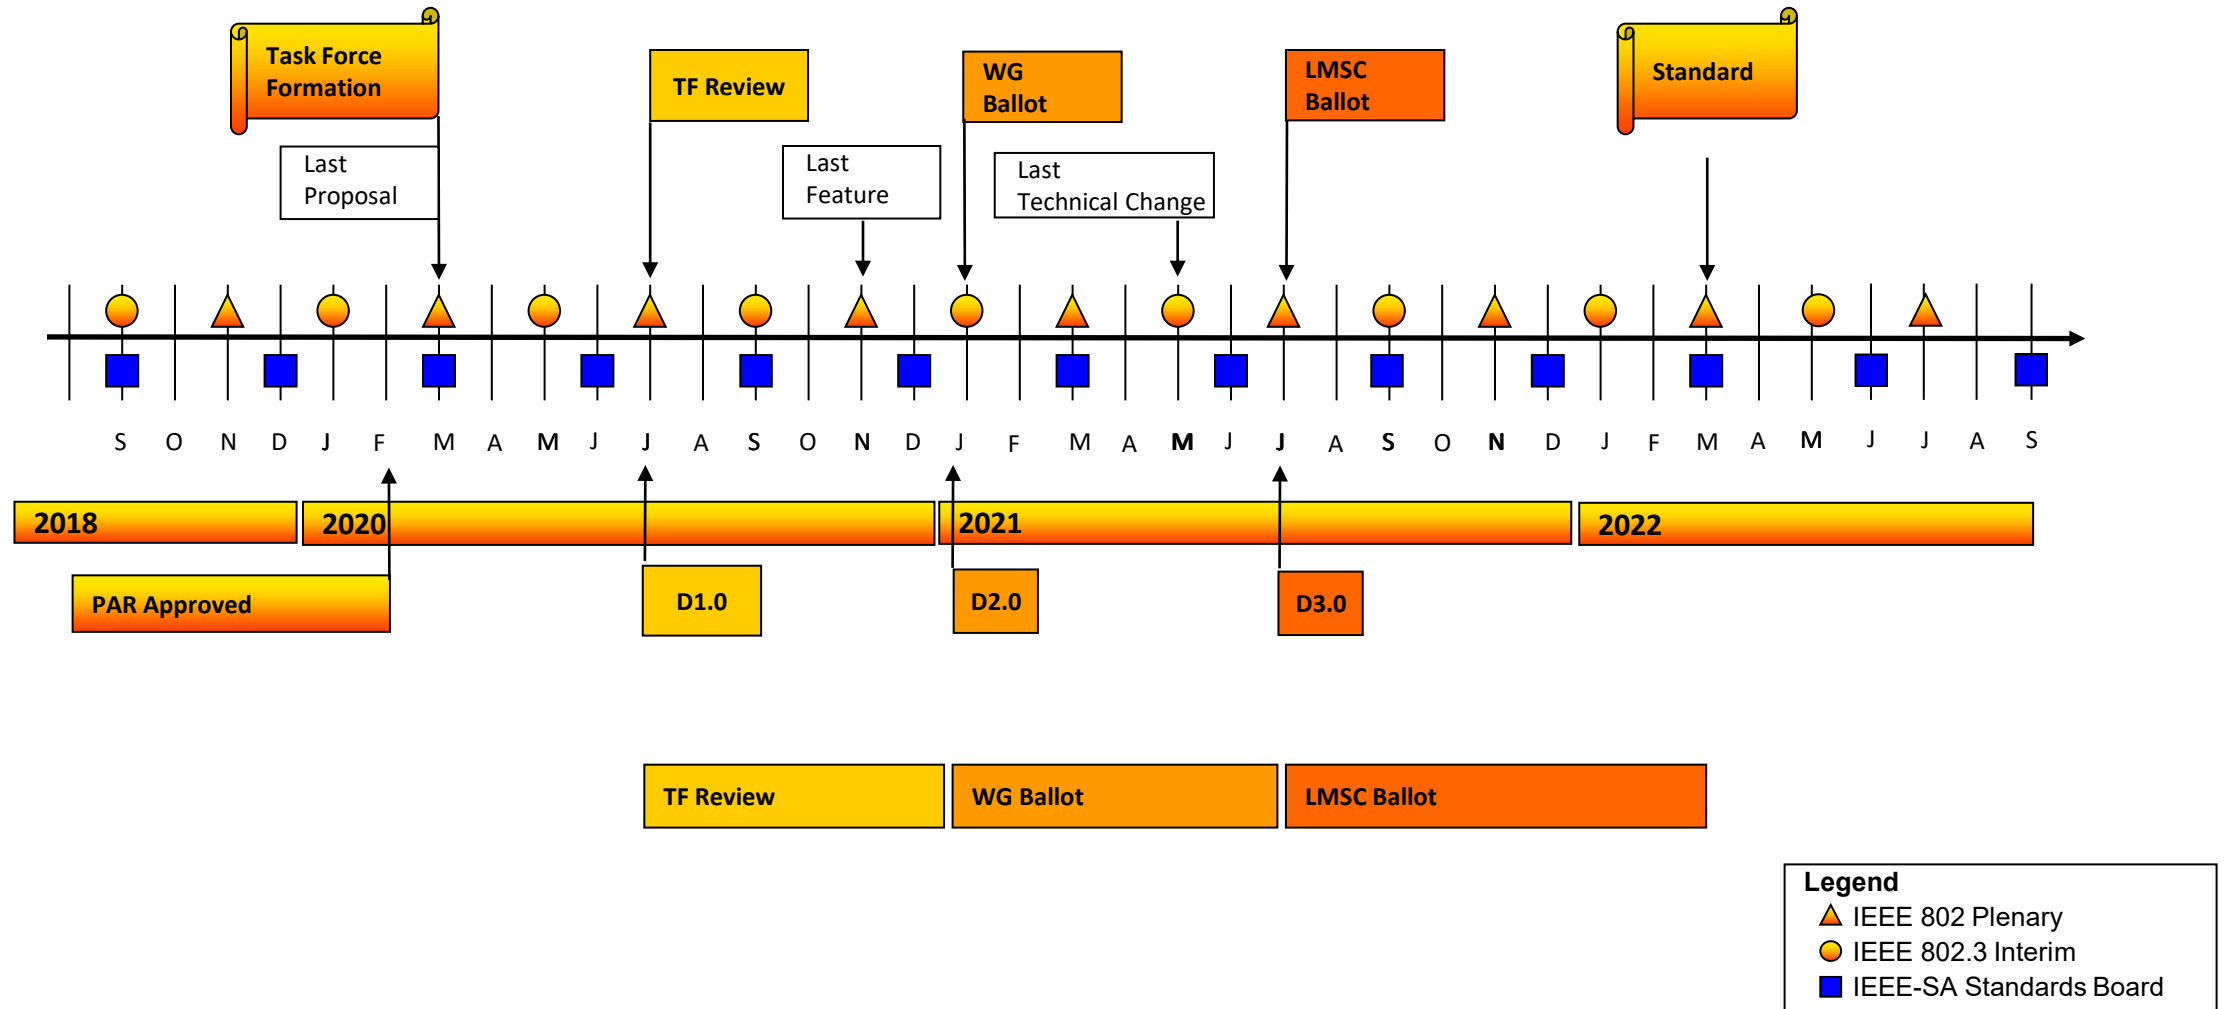 Task Force
Formation
TF Review
WG
Ballot
LMSC
Ballot
Standard
Last
Proposal
Last
Feature
Last
Technical Change
S O N D J F M A M J J A S O N D J F M A M J J A S O N D J F M A M J J A S
2018
2020
2021
2022
PAR Approved
D1.0
D2.0
D3.0
TF Review
WG Ballot
LMSC Ballot
Legend
IEEE 802 Plenary
IEEE 802.3 Interim
IEEE-SA Standards Board